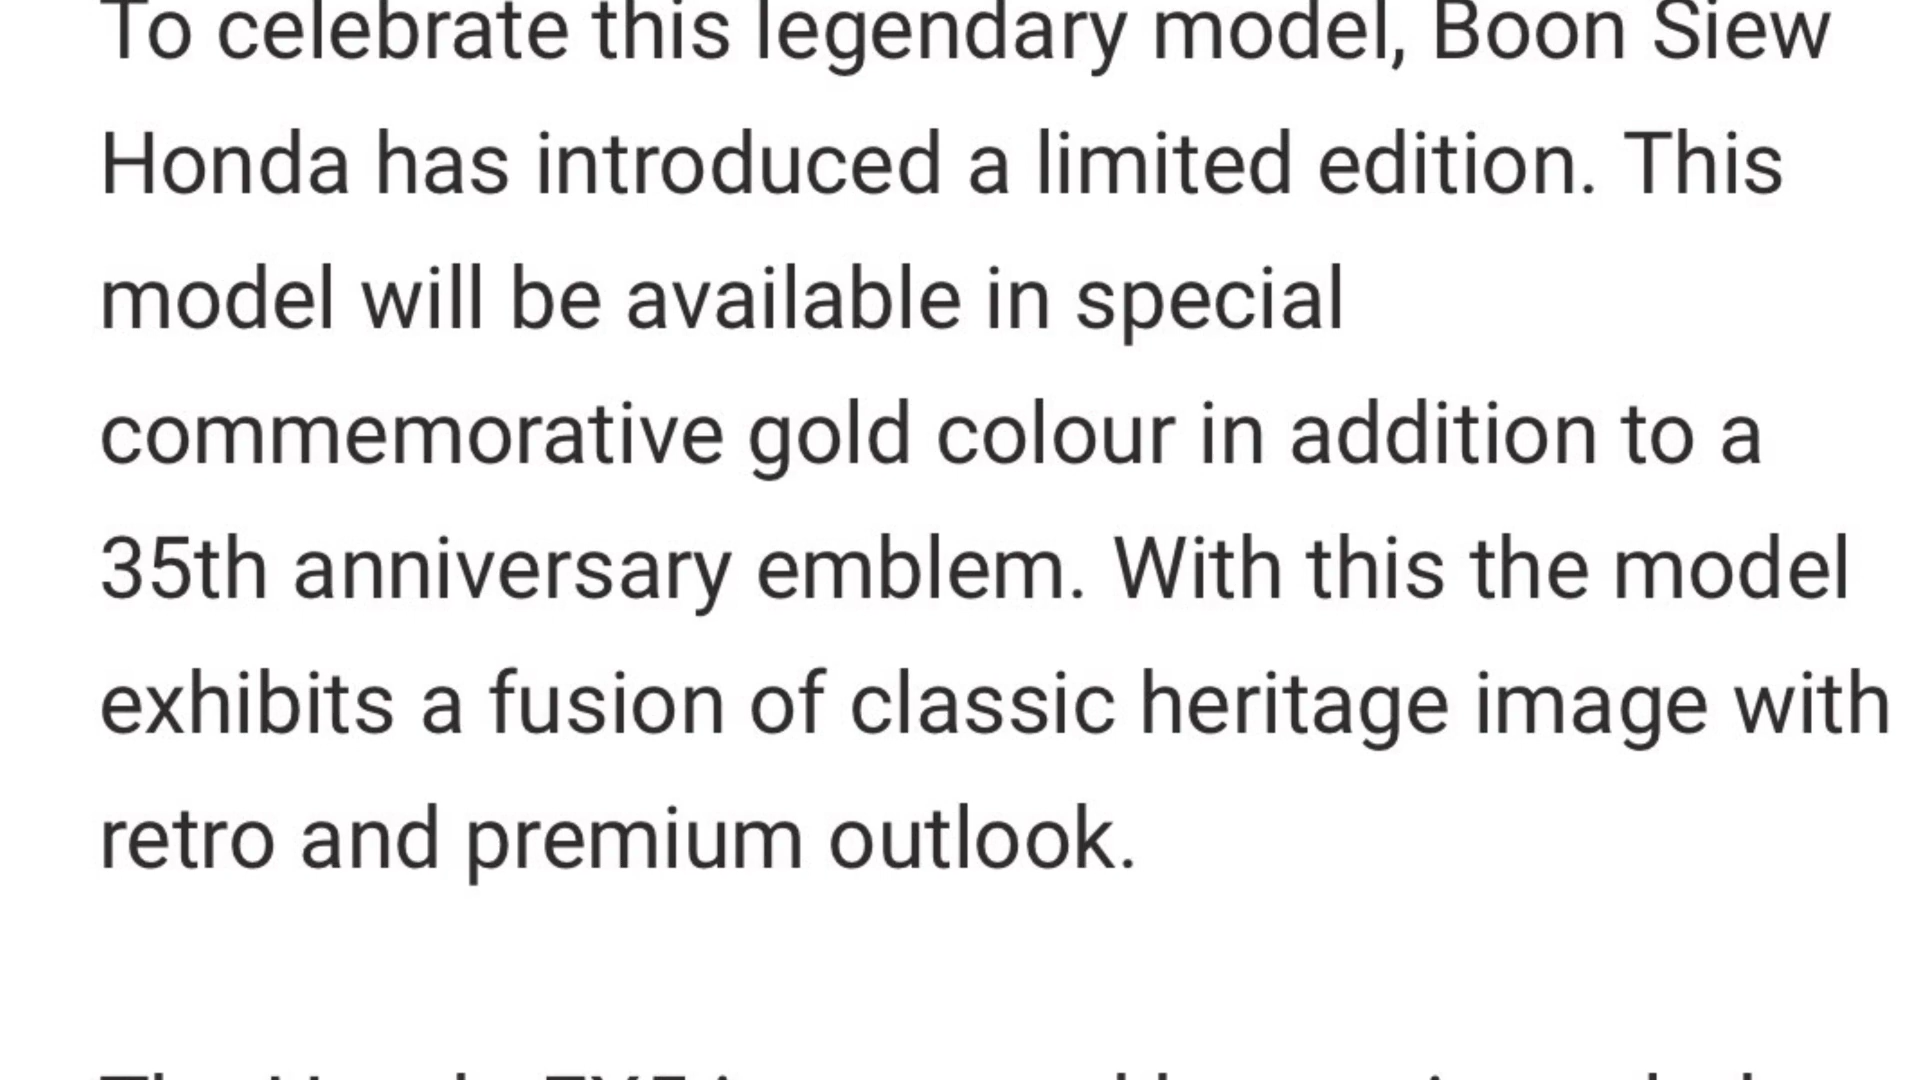 To celebrate this legendary model, Boon Siew
Honda has introduced a limited edition. This
model will be available in special
commemorative gold colour in addition to a
35th anniversary emblem. With this the model
exhibits a fusion of classic heritage image with
retro and premium outlook.
The Honda